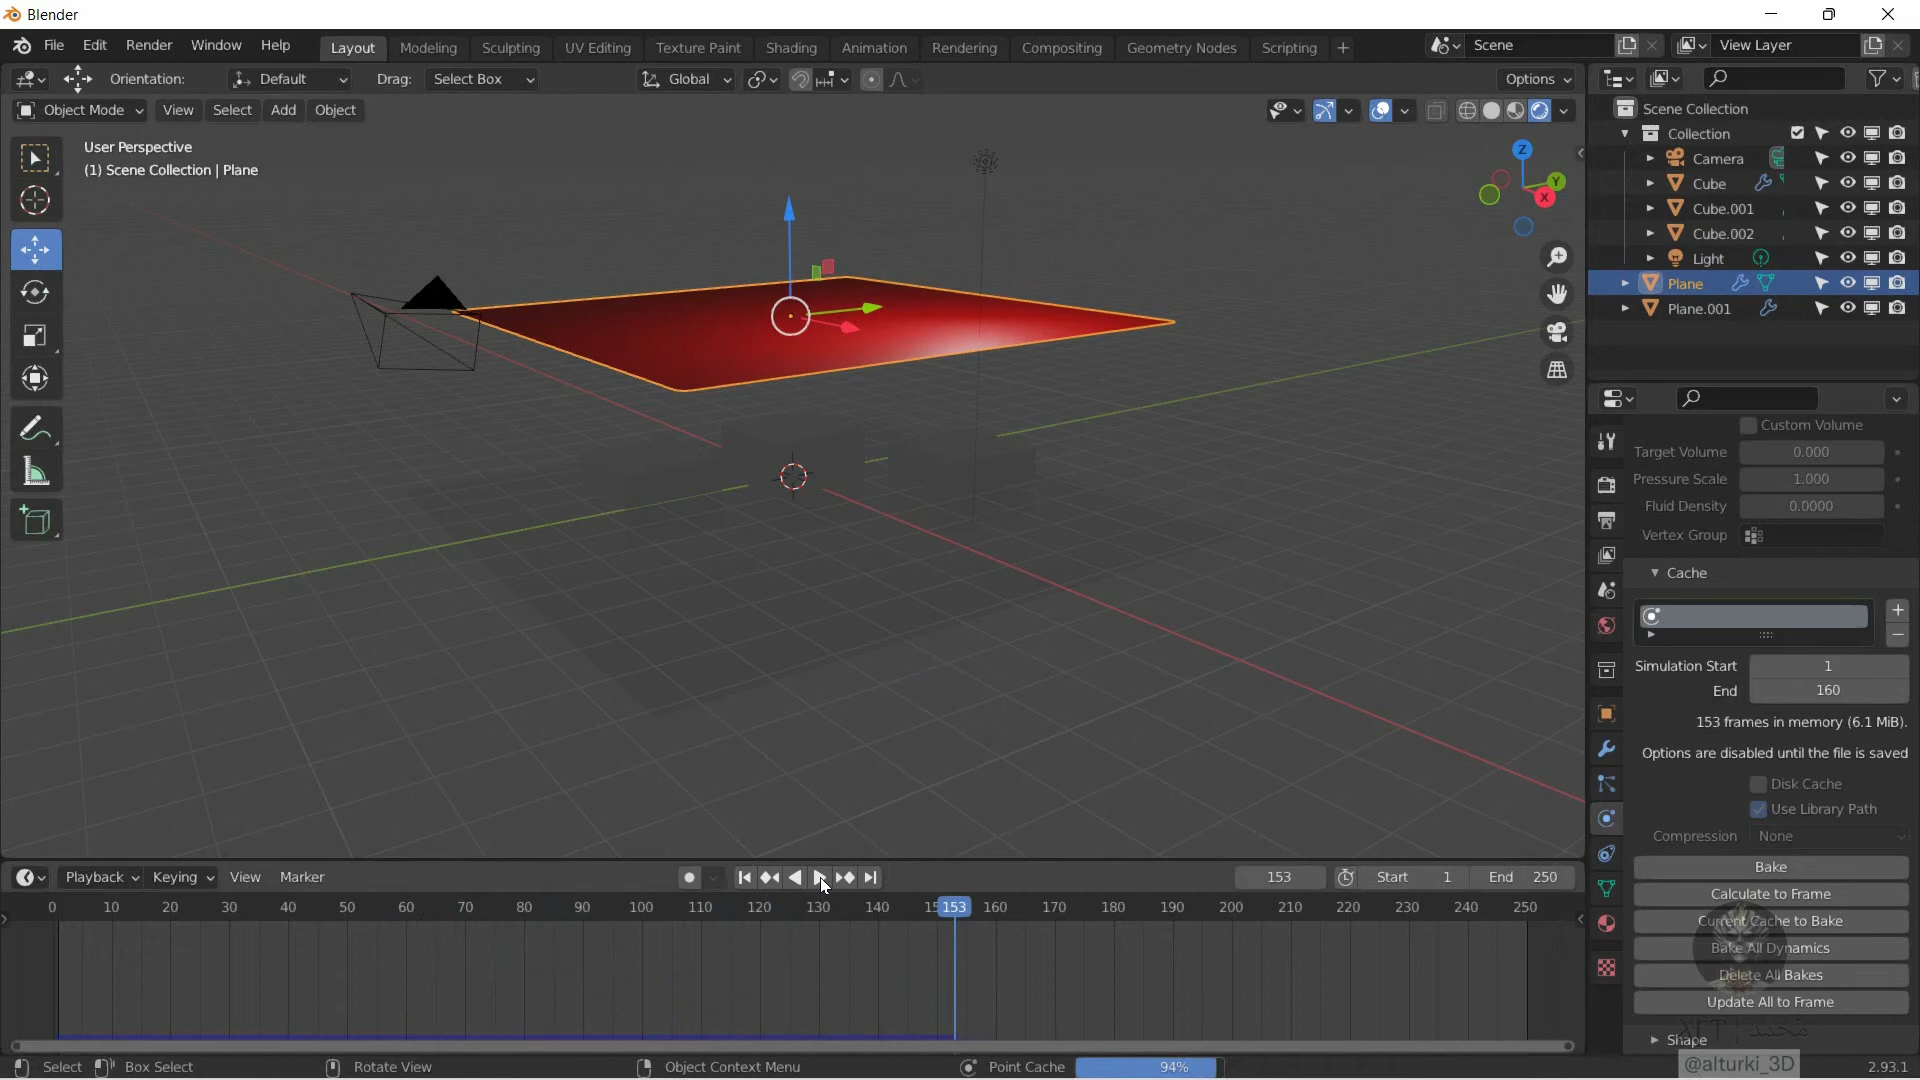 Blender
File Edit Render Window Help Layout Modeling Sculpting UV Editing Texture Paint Shading Animation Rendering Compositing Geometry Nodes Scripting Scene View Layer
Orientation: Default Drag: Select Box Global Options
Object Mode View Select Add Object
User Perspective
(1) Scene Collection | Plane
Z
Y
X
Scene Collection
Collection
Camera
Cube
Cube.001
Cube.002
Light
Plane
Plane.001
Custom Volume
Target Volume 0.000
Pressure Scale 1.000
Fluid Density 0.0000
Vertex Group
Cache
Simulation Start 1
End 160
153 frames in memory (6.1 MiB).
Options are disabled until the file is saved
Disk Cache
Use Library Path
Compression None
Bake
Calculate to Frame
Current Cache to Bake
Bake All Dynamics
Delete All Bakes
Update All to Frame
Shape
Playback Keying View Marker 153 Start 1 End 250
0 10 20 30 40 50 60 70 80 90 100 110 120 130 140 15 153 160 170 180 190 200 210 220 230 240 250
Select Box Select Rotate View Object Context Menu Point Cache 94% 2.93.1
@alturki_3D